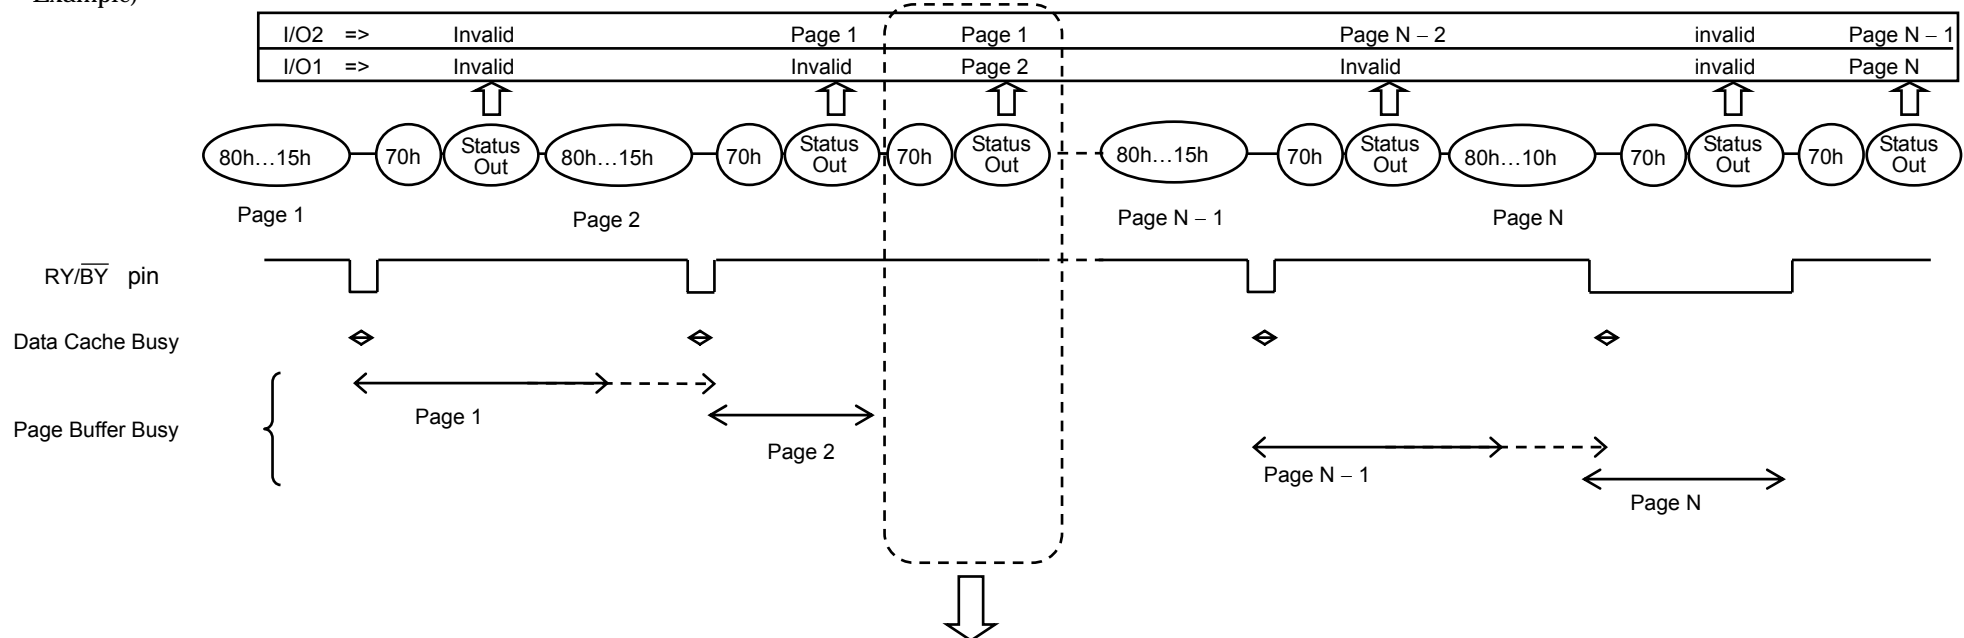 Example)
I/O2 => Invalid Page 1 Page 1 Page N – 2 invalid Page N – 1
I/O1 => Invalid Invalid Page 2 Invalid invalid Page N
80h…15h 70h Status Out 80h…15h 70h Status Out 70h Status Out 80h…15h 70h Status Out 80h…10h 70h Status Out 70h Status Out
Page 1 Page 2 Page N – 1 Page N
RY/B̅Y̅ pin
Data Cache Busy
Page Buffer Busy
Page 1
Page 2
Page N – 1
Page N